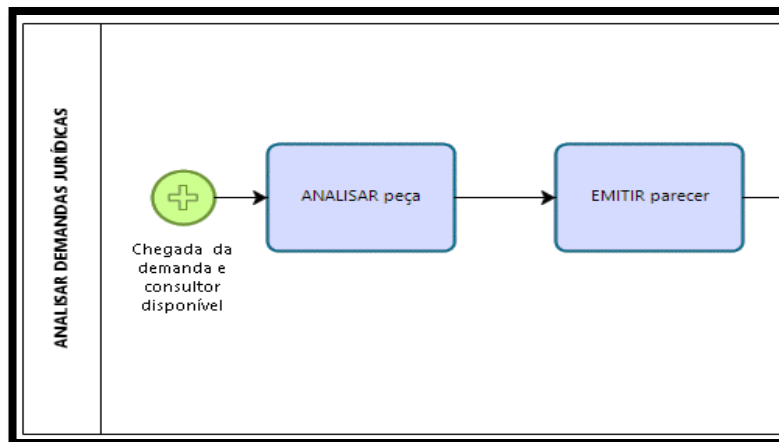 ANALISAR DEMANDAS JURÍDICAS
Chegada da
demanda e
consultor
disponível
ANALISAR peça
EMITIR parecer